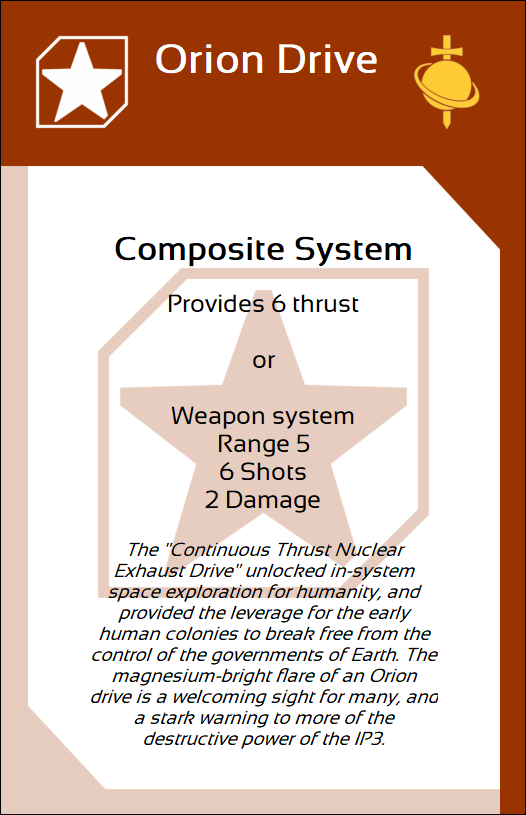 Orion Drive
Composite System
Provides 6 thrust
or
Weapon system
Range 5
6 Shots
2 Damage
The "Continuous Thrust Nuclear
Exhaust Drive" unlocked in-system
space exploration for humanity, and
provided the leverage for the early
human colonies to break free from the
control of the governments of Earth. The
magnesium-bright flare of an Orion
drive is a welcoming sight for many, and
a stark warning to more of the
destructive power of the IP3.